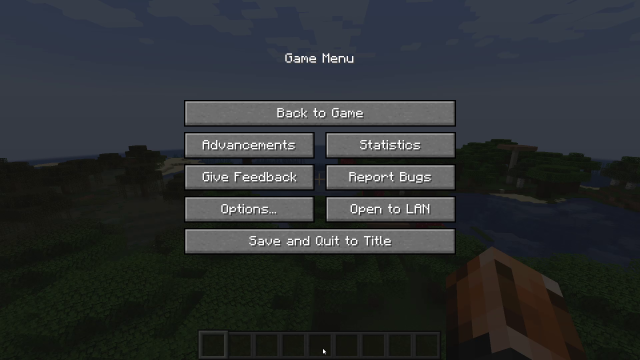 Game Menu
Back to Game
Advancements
Statistics
Give Feedback
Report Bugs
Options...
Open to LAN
Save and Quit to Title